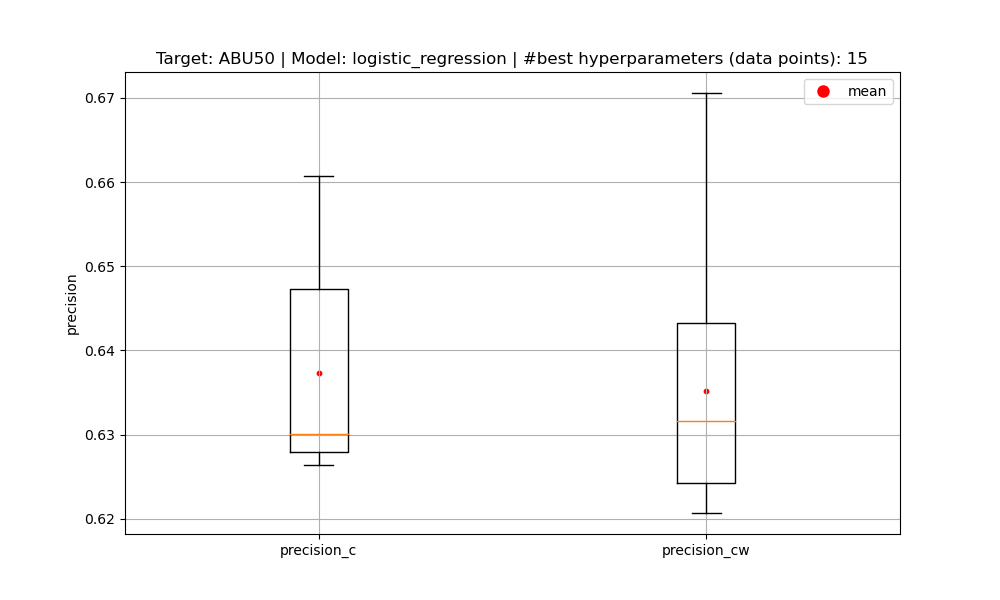 Target: ABU50 | Model: logistic_regression | #best hyperparameters (data points): 15
mean
0.67
0.66
0.65
0.64
0.63
0.62
precision
precision_c
precision_cw